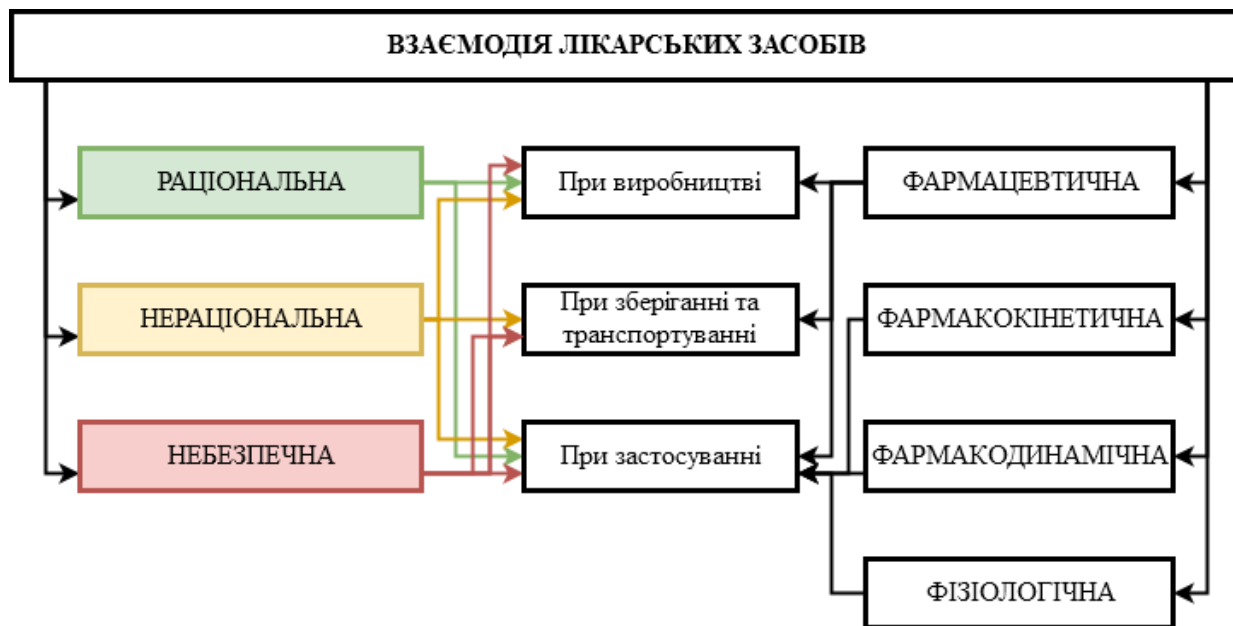 ВЗАЄМОДІЯ ЛІКАРСЬКИХ ЗАСОБІВ
РАЦІОНАЛЬНА
При виробництві
ФАРМАЦЕВТИЧНА
НЕРАЦІОНАЛЬНА
При зберіганні та
транспортуванні
ФАРМАКОКІНЕТИЧНА
НЕБЕЗПЕЧНА
При застосуванні
ФАРМАКОДИНАМІЧНА
ФІЗІОЛОГІЧНА